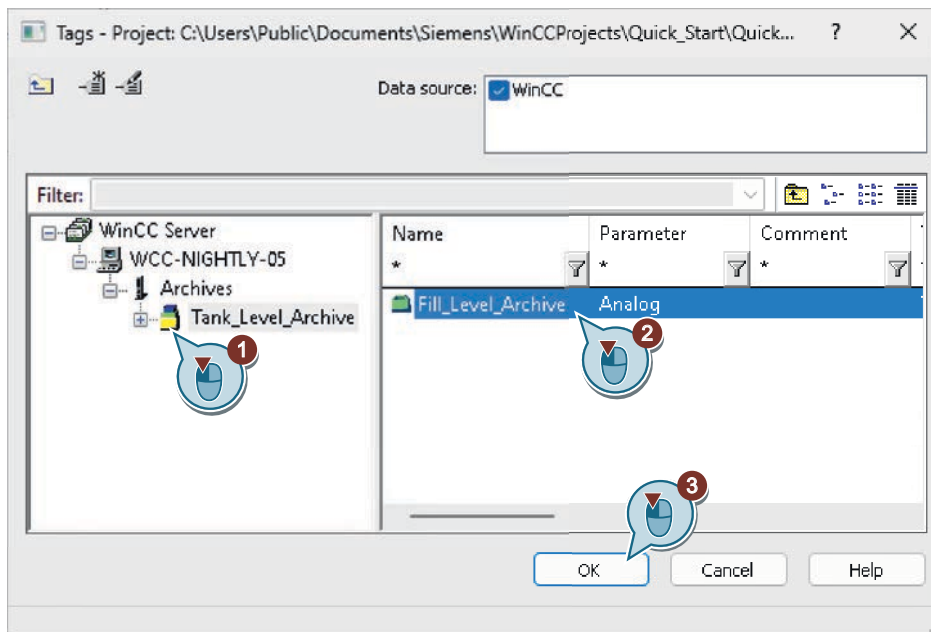 Tags - Project: C:\Users\Public\Documents\Siemens\WinCCProjects\Quick_Start\Quick... ?
Data source: WinCC
Filter:
WinCC Server
WCC-NIGHTLY-05
Archives
Tank_Level_Archive
Name Parameter Comment
* * *
Fill_Level_Archive Analog
1
2
3
OK Cancel Help